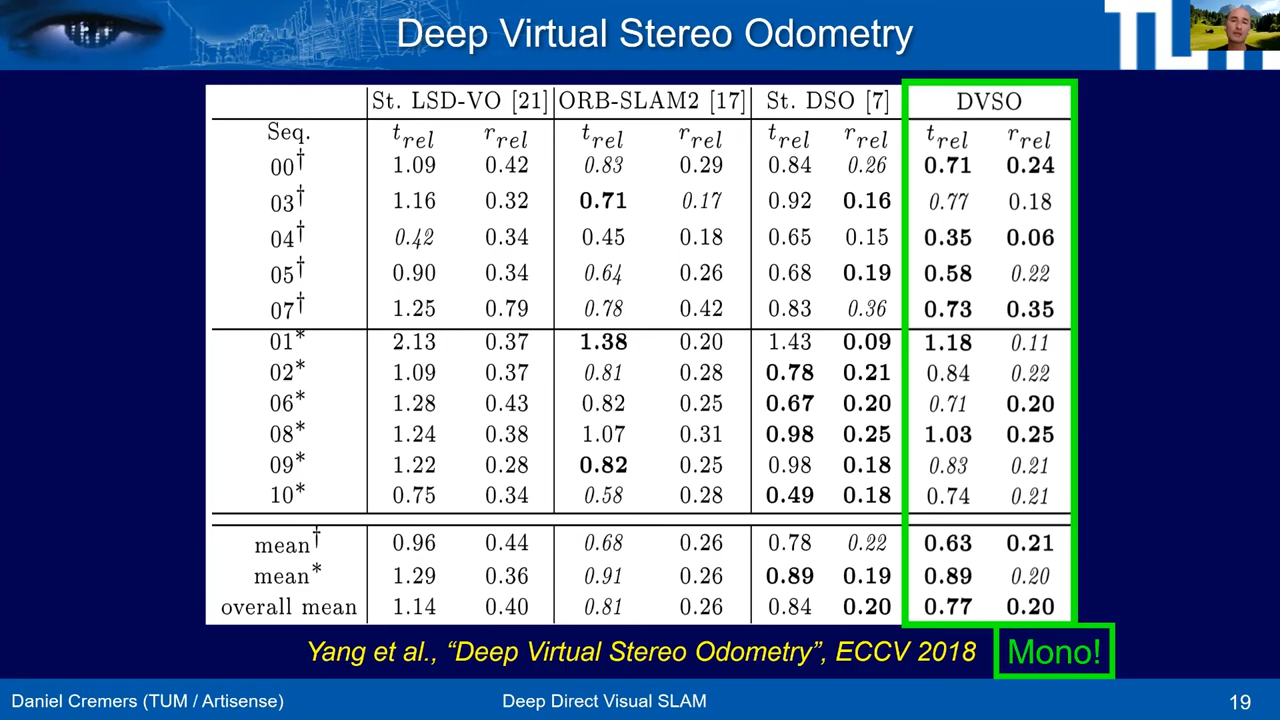 Deep Virtual Stereo Odometry
TUM
St. LSD-VO [21] ORB-SLAM2 [17] St. DSO [7] DVSO
Seq. t_rel r_rel t_rel r_rel t_rel r_rel t_rel r_rel
00† 1.09 0.42 0.83 0.29 0.84 0.26 0.71 0.24
03† 1.16 0.32 0.71 0.17 0.92 0.16 0.77 0.18
04† 0.42 0.34 0.45 0.18 0.65 0.15 0.35 0.06
05† 0.90 0.34 0.64 0.26 0.68 0.19 0.58 0.22
07† 1.25 0.79 0.78 0.42 0.83 0.36 0.73 0.35
01* 2.13 0.37 1.38 0.20 1.43 0.09 1.18 0.11
02* 1.09 0.37 0.81 0.28 0.78 0.21 0.84 0.22
06* 1.28 0.43 0.82 0.25 0.67 0.20 0.71 0.20
08* 1.24 0.38 1.07 0.31 0.98 0.25 1.03 0.25
09* 1.22 0.28 0.82 0.25 0.98 0.18 0.83 0.21
10* 0.75 0.34 0.58 0.28 0.49 0.18 0.74 0.21
mean† 0.96 0.44 0.68 0.26 0.78 0.22 0.63 0.21
mean* 1.29 0.36 0.91 0.26 0.89 0.19 0.89 0.20
overall mean 1.14 0.40 0.81 0.26 0.84 0.20 0.77 0.20
Yang et al., “Deep Virtual Stereo Odometry”, ECCV 2018 Mono!
Daniel Cremers (TUM / Artisense) Deep Direct Visual SLAM 19